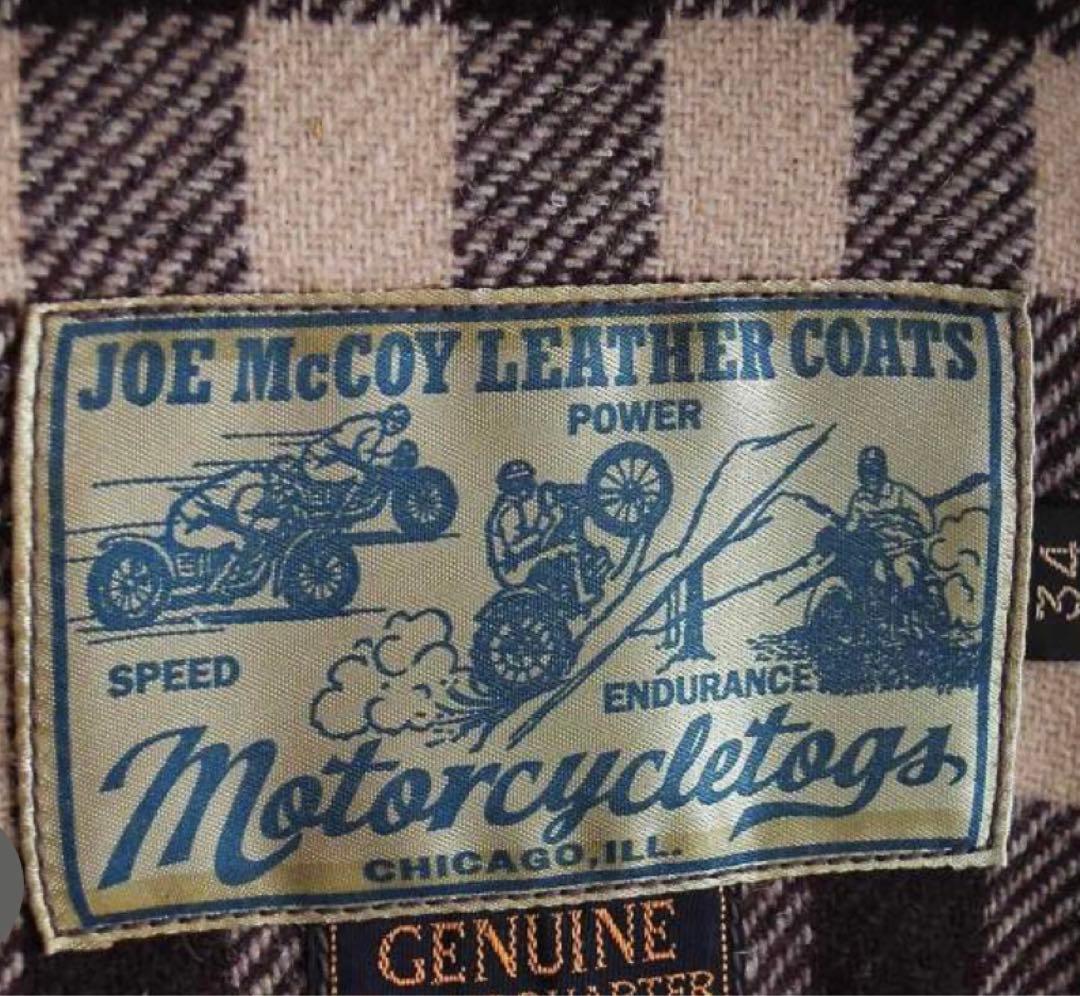 JOE McCOY LEATHER COATS
POWER
SPEED
ENDURANCE
Motorcycletogs
CHICAGO, ILL.
GENUINE
34